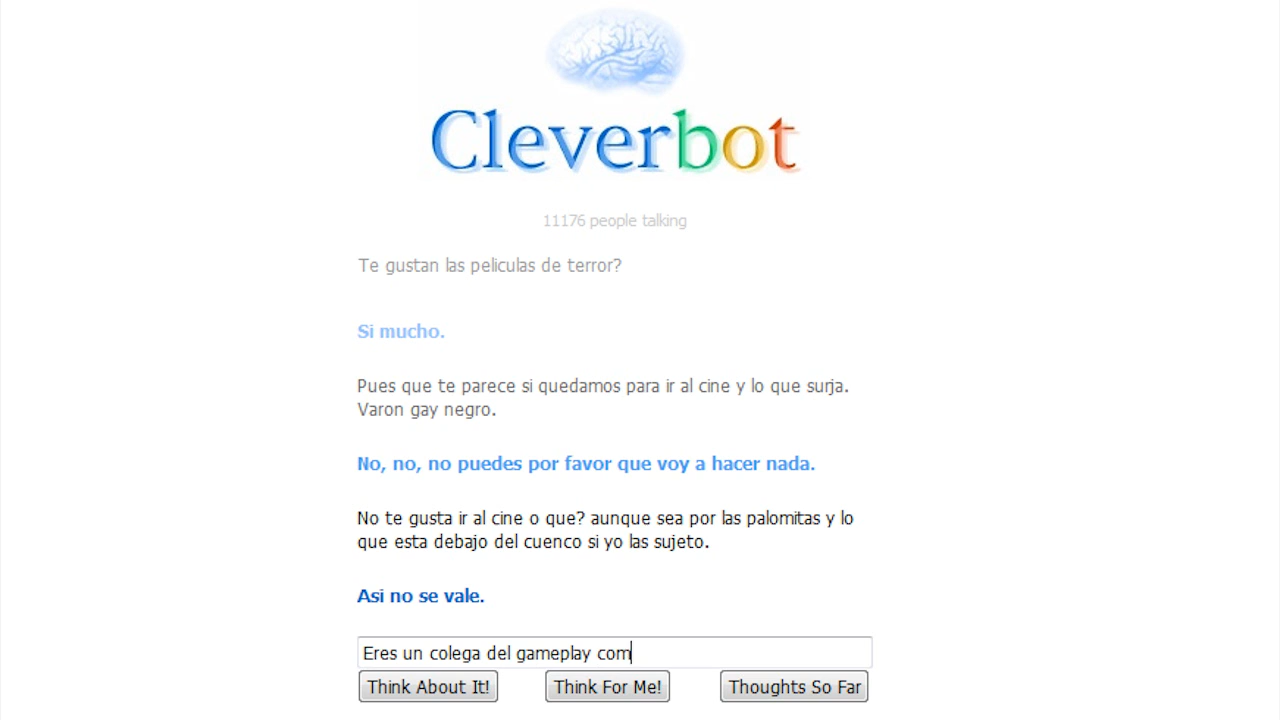 Cleverbot
11176 people talking
Te gustan las peliculas de terror?
Si mucho.
Pues que te parece si quedamos para ir al cine y lo que surja.
Varon gay negro.
No, no, no puedes por favor que voy a hacer nada.
No te gusta ir al cine o que? aunque sea por las palomitas y lo
que esta debajo del cuenco si yo las sujeto.
Asi no se vale.
Eres un colega del gameplay com
Think About It! Think For Me! Thoughts So Far